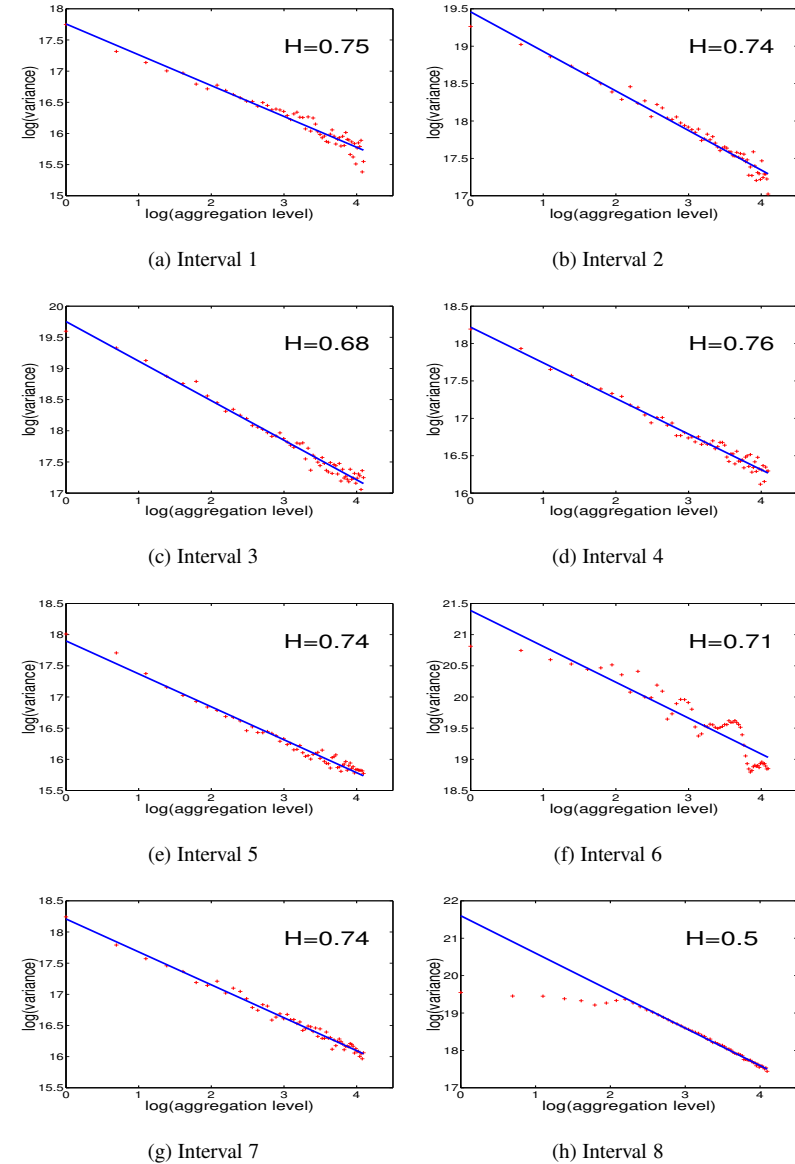 18
17.5
17
16.5
16
15.5
15
0 1 2 3 4
log(variance)
log(aggregation level)
H=0.75
(a) Interval 1
19.5
19
18.5
18
17.5
17
0 1 2 3 4
log(variance)
log(aggregation level)
H=0.74
(b) Interval 2
20
19.5
19
18.5
18
17.5
17
0 1 2 3 4
log(variance)
log(aggregation level)
H=0.68
(c) Interval 3
18.5
18
17.5
17
16.5
16
0 1 2 3 4
log(variance)
log(aggregation level)
H=0.76
(d) Interval 4
18.5
18
17.5
17
16.5
16
15.5
0 1 2 3 4
log(variance)
log(aggregation level)
H=0.74
(e) Interval 5
21.5
21
20.5
20
19.5
19
18.5
0 1 2 3 4
log(variance)
log(aggregation level)
H=0.71
(f) Interval 6
18.5
18
17.5
17
16.5
16
15.5
0 1 2 3 4
log(variance)
log(aggregation level)
H=0.74
(g) Interval 7
22
21
20
19
18
17
0 1 2 3 4
log(variance)
log(aggregation level)
H=0.5
(h) Interval 8